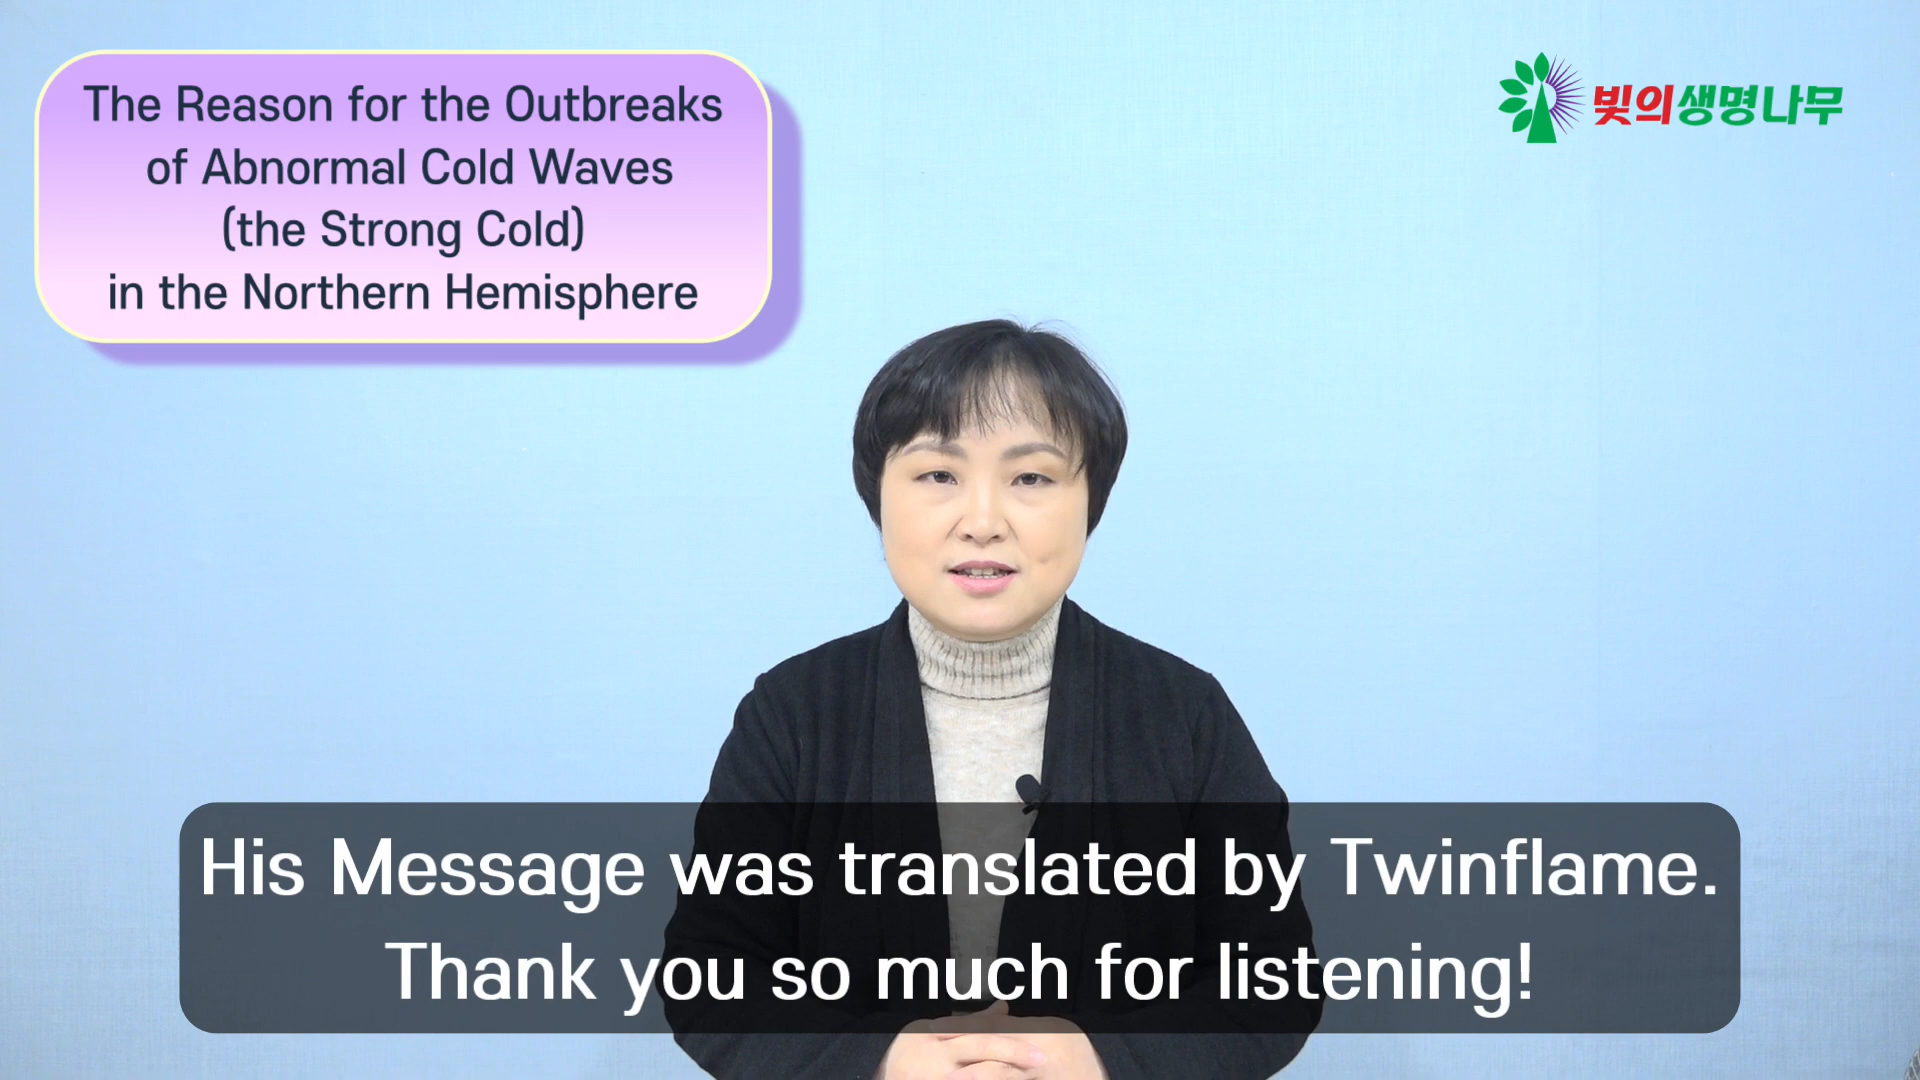 The Reason for the Outbreaks
of Abnormal Cold Waves
(the Strong Cold)
in the Northern Hemisphere
빛의생명나무
His Message was translated by Twinflame.
Thank you so much for listening!